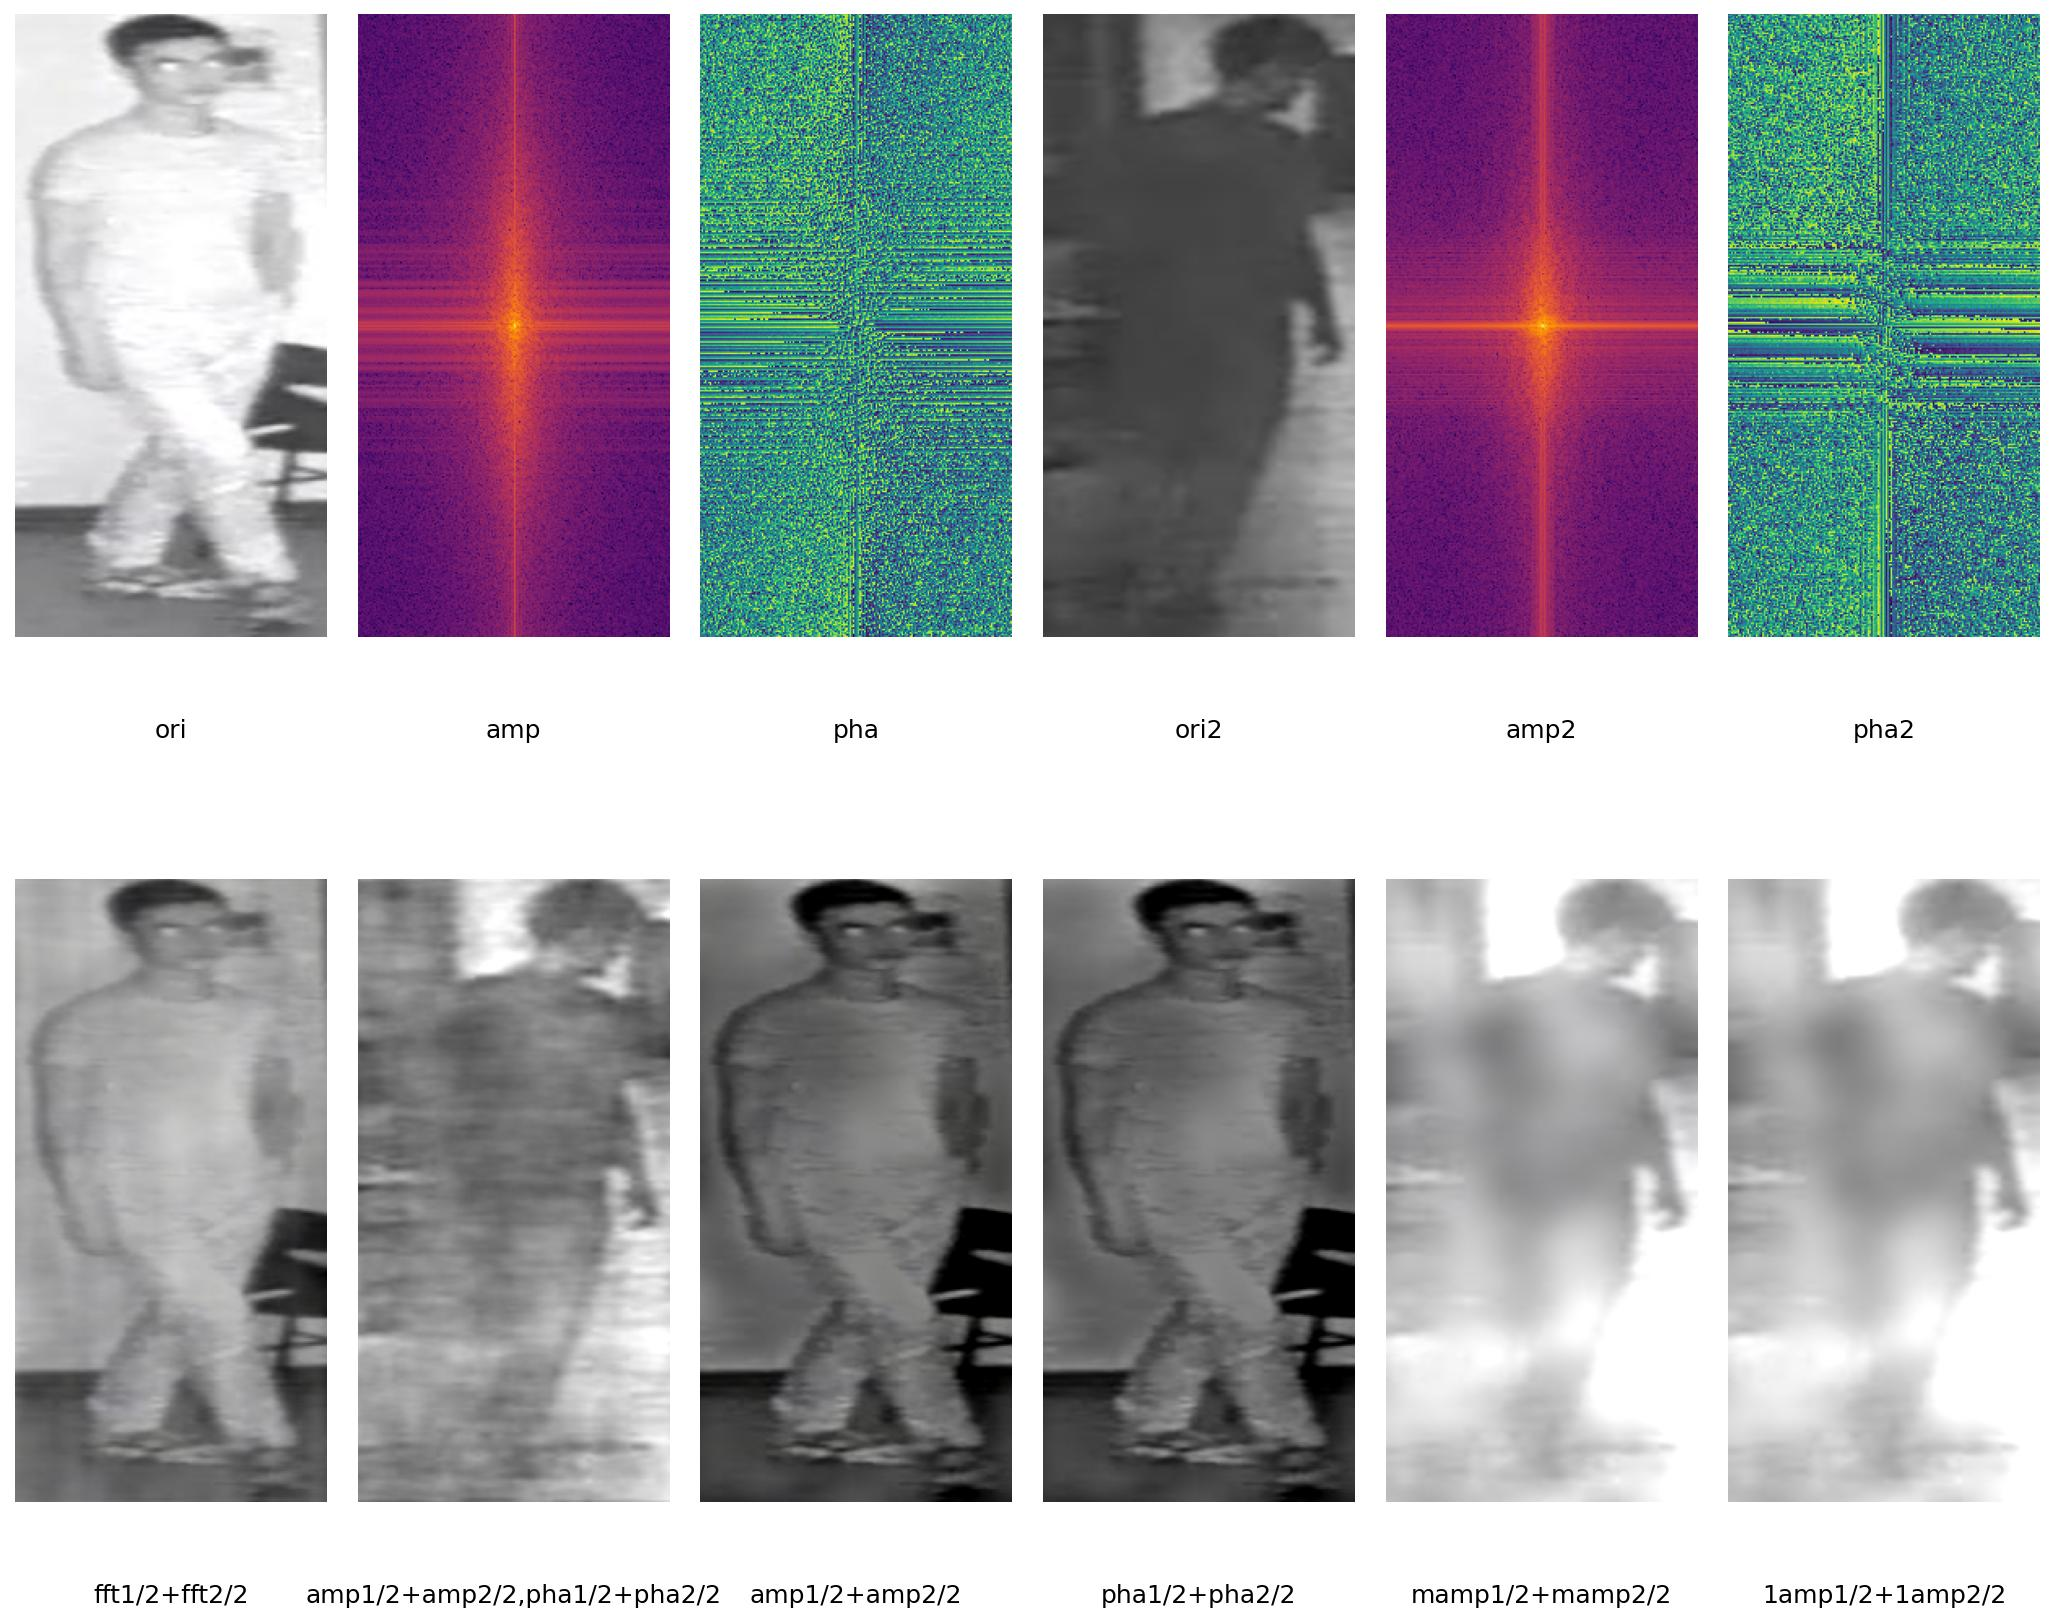 ori
amp
pha
ori2
amp2
pha2
fft1/2+fft2/2
amp1/2+amp2/2,pha1/2+pha2/2
amp1/2+amp2/2
pha1/2+pha2/2
mamp1/2+mamp2/2
1amp1/2+1amp2/2